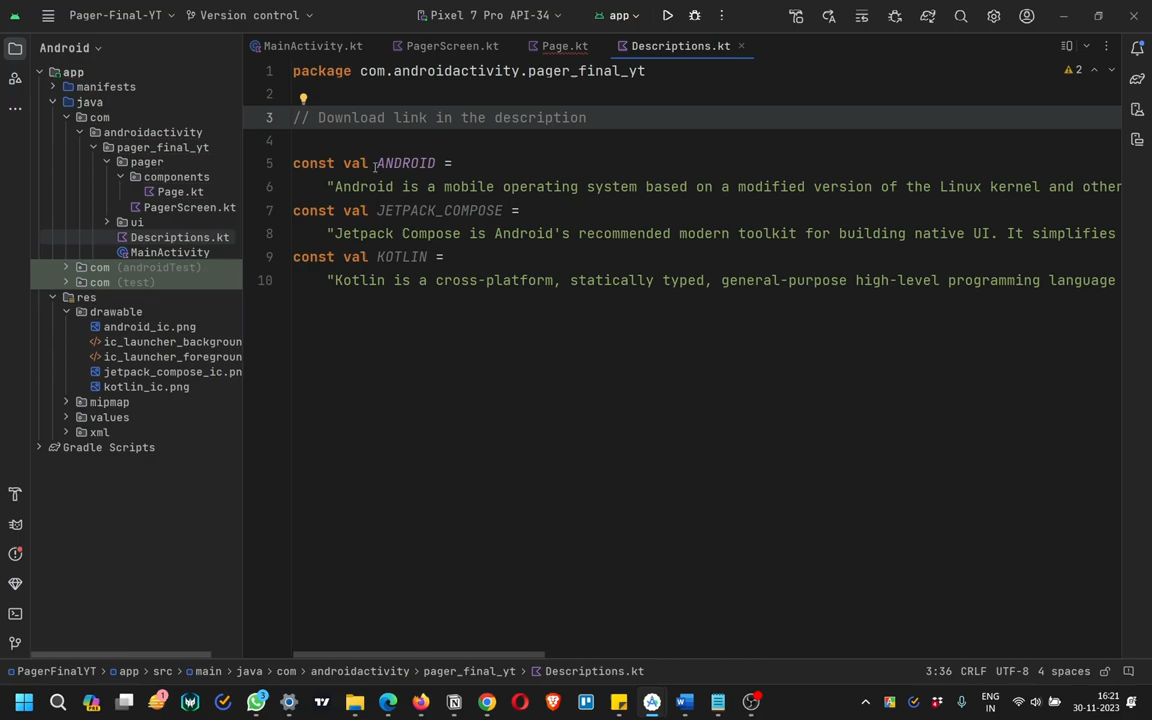 Pager-Final-YT
Version control
Pixel 7 Pro API-34
app
Android
MainActivity.kt
PagerScreen.kt
Page.kt
Descriptions.kt
app
manifests
java
com
androidactivity
pager_final_yt
pager
components
Page.kt
PagerScreen.kt
ui
Descriptions.kt
MainActivity
com (androidTest)
com (test)
res
drawable
android_ic.png
ic_launcher_backgroun
ic_launcher_foregroun
jetpack_compose_ic.pn
kotlin_ic.png
mipmap
values
xml
Gradle Scripts
1 package com.androidactivity.pager_final_yt
2
3 // Download link in the description
4
5 const val ANDROID =
6 "Android is a mobile operating system based on a modified version of the Linux kernel and other
7 const val JETPACK_COMPOSE =
8 "Jetpack Compose is Android's recommended modern toolkit for building native UI. It simplifies
9 const val KOTLIN =
10 "Kotlin is a cross-platform, statically typed, general-purpose high-level programming language
2
PagerFinalYT > app > src > main > java > com > androidactivity > pager_final_yt > Descriptions.kt
3:36 CRLF UTF-8 4 spaces
1
3
ENG
IN
16:21
30-11-2023